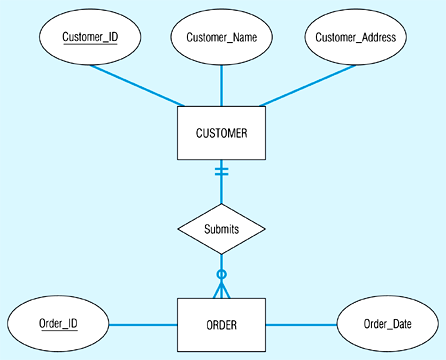 Customer_ID
Customer_Name
Customer_Address
CUSTOMER
Submits
Order_ID
ORDER
Order_Date